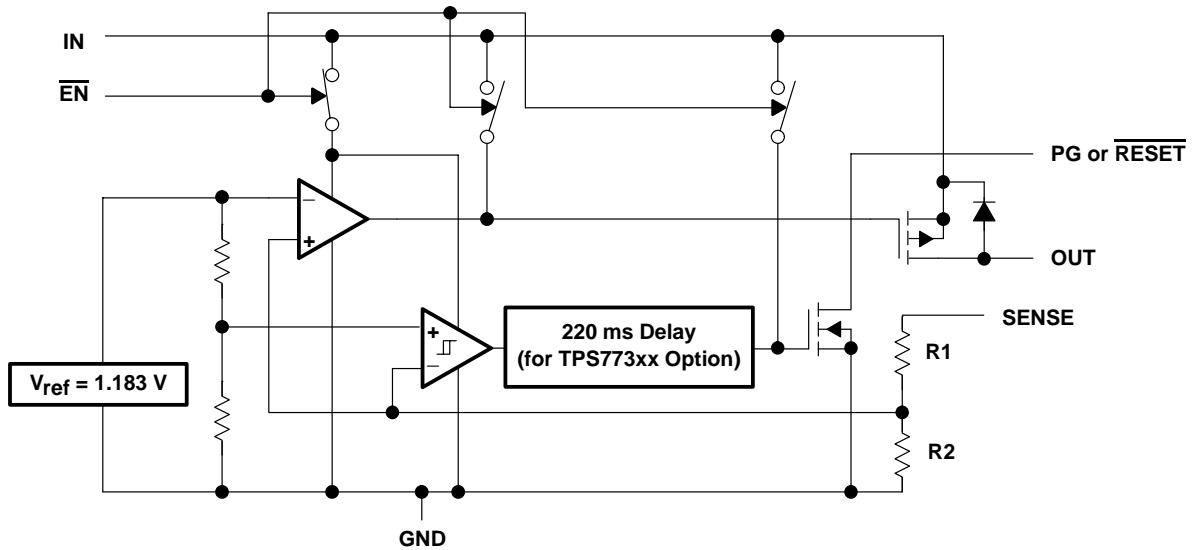 IN
EN
PG or RESET
−
+
OUT
SENSE
+
−
220 ms Delay
(for TPS773xx Option)
R1
Vref = 1.183 V
R2
GND